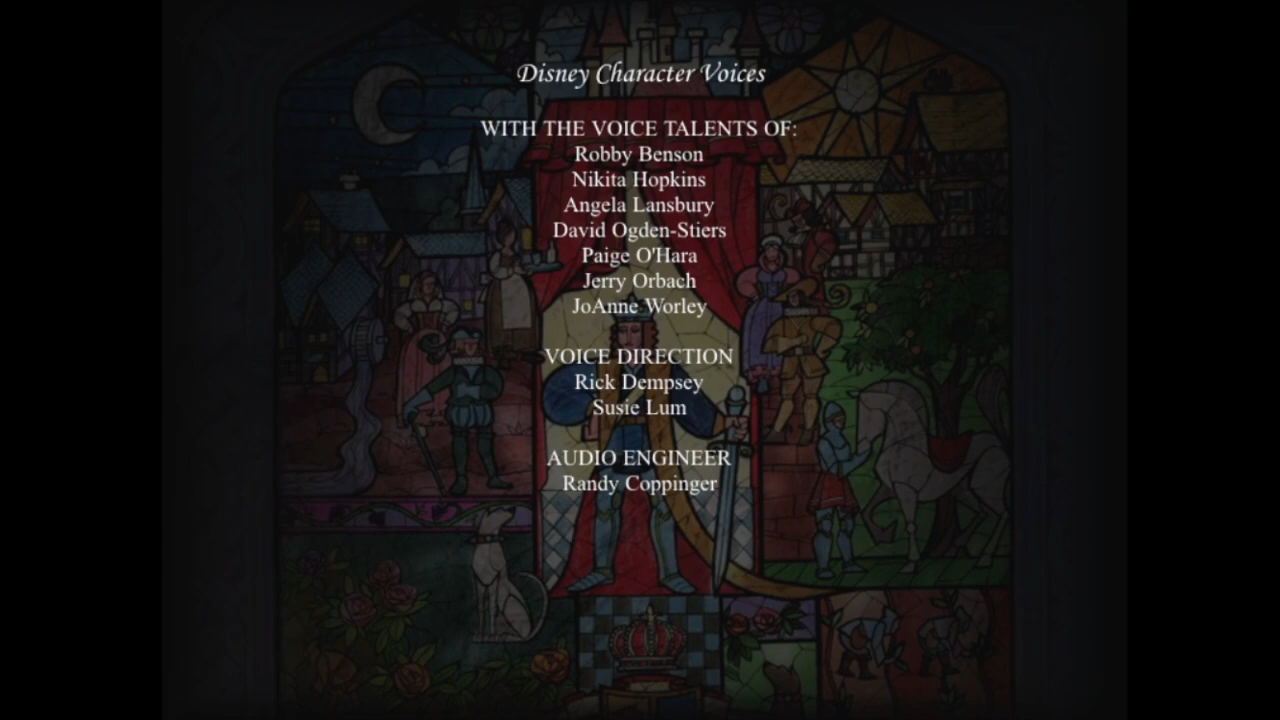 Disney Character Voices
WITH THE VOICE TALENTS OF:
Robby Benson
Nikita Hopkins
Angela Lansbury
David Ogden-Stiers
Paige O'Hara
Jerry Orbach
JoAnne Worley
VOICE DIRECTION
Rick Dempsey
Susie Lum
AUDIO ENGINEER
Randy Coppinger